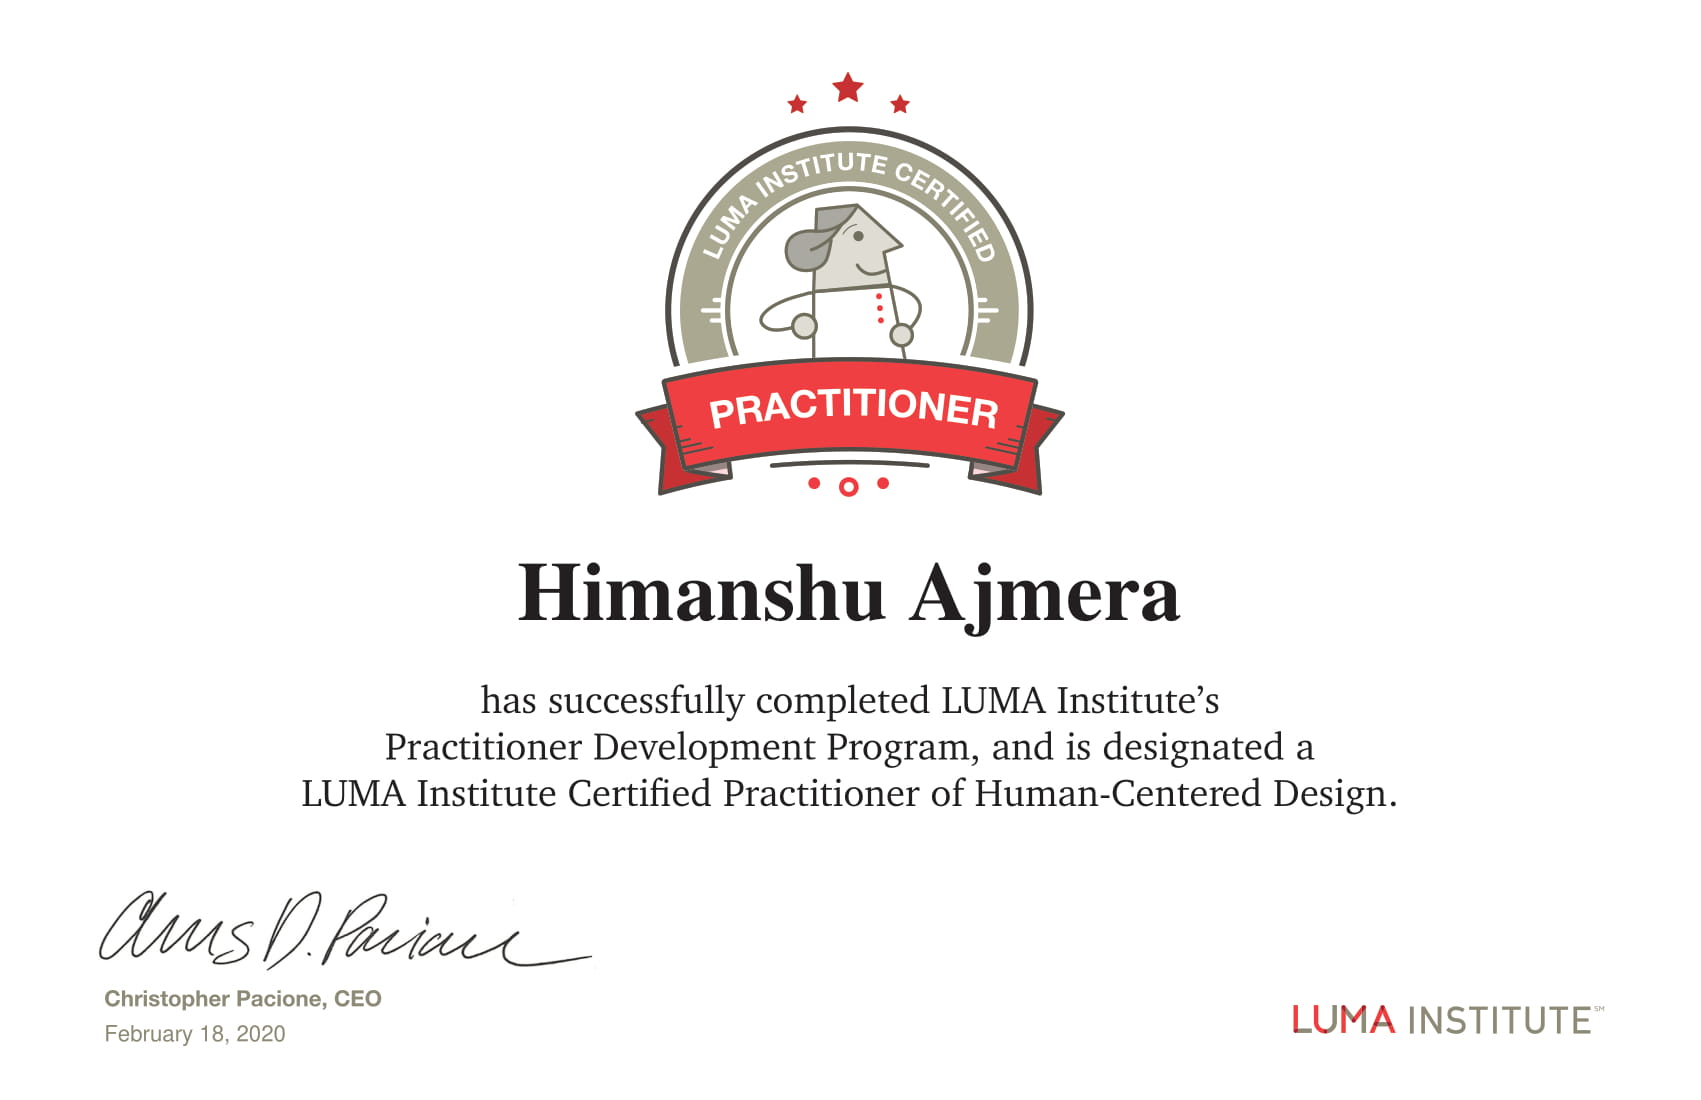 LUMA INSTITUTE CERTIFIED
PRACTITIONER
Himanshu Ajmera
has successfully completed LUMA Institute’s
Practitioner Development Program, and is designated a
LUMA Institute Certified Practitioner of Human-Centered Design.
Chris D. Pacione
Christopher Pacione, CEO
February 18, 2020
LUMA INSTITUTE℠